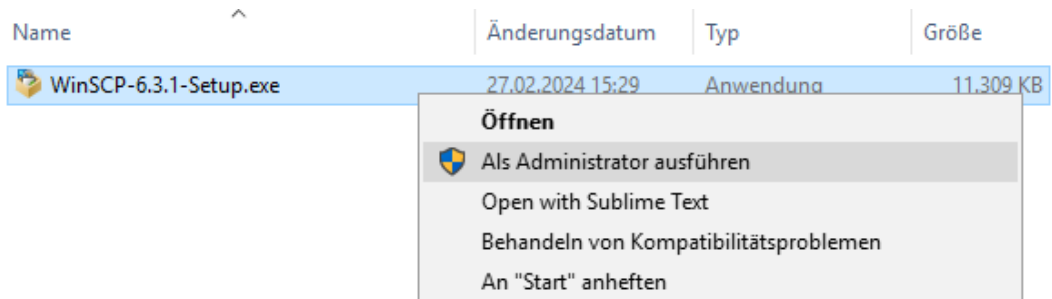 Name Änderungsdatum Typ Größe
WinSCP-6.3.1-Setup.exe 27.02.2024 15:29 Anwendung 11.309 KB
Öffnen
Als Administrator ausführen
Open with Sublime Text
Behandeln von Kompatibilitätsproblemen
An "Start" anheften